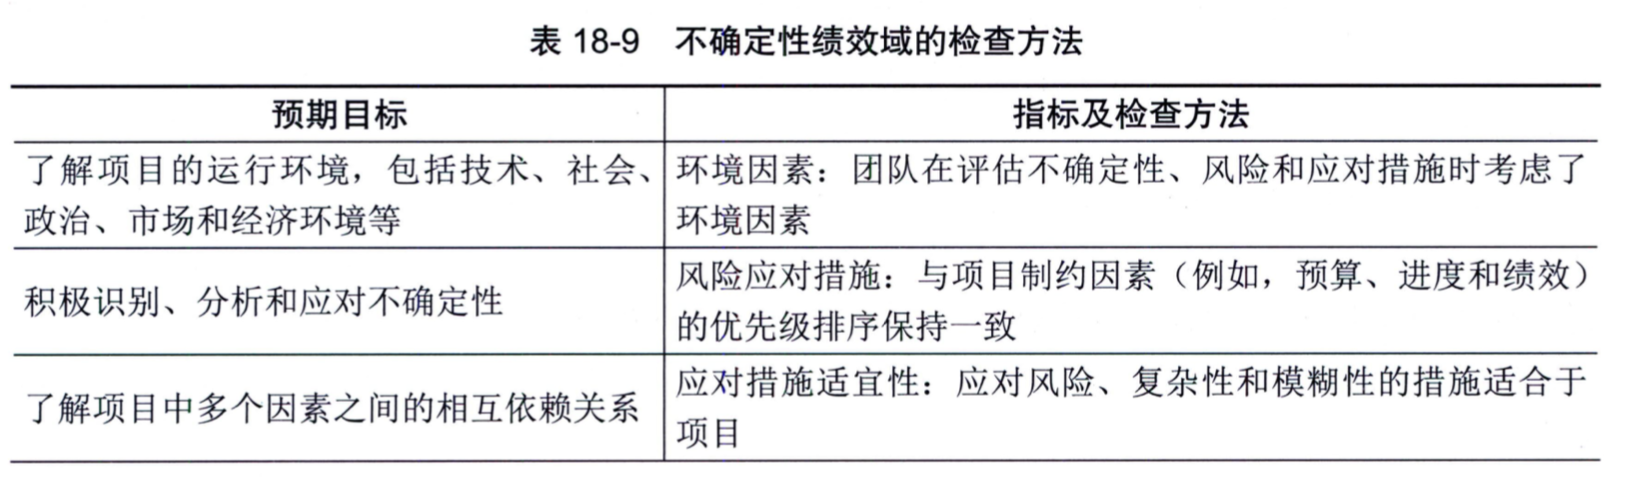 表 18-9 不确定性绩效域的检查方法
预期目标
指标及检查方法
了解项目的运行环境，包括技术、社会、
政治、市场和经济环境等
环境因素：团队在评估不确定性、风险和应对措施时考虑了
环境因素
积极识别、分析和应对不确定性
风险应对措施：与项目制约因素（例如，预算、进度和绩效）
的优先级排序保持一致
了解项目中多个因素之间的相互依赖关系
应对措施适宜性：应对风险、复杂性和模糊性的措施适合于
项目